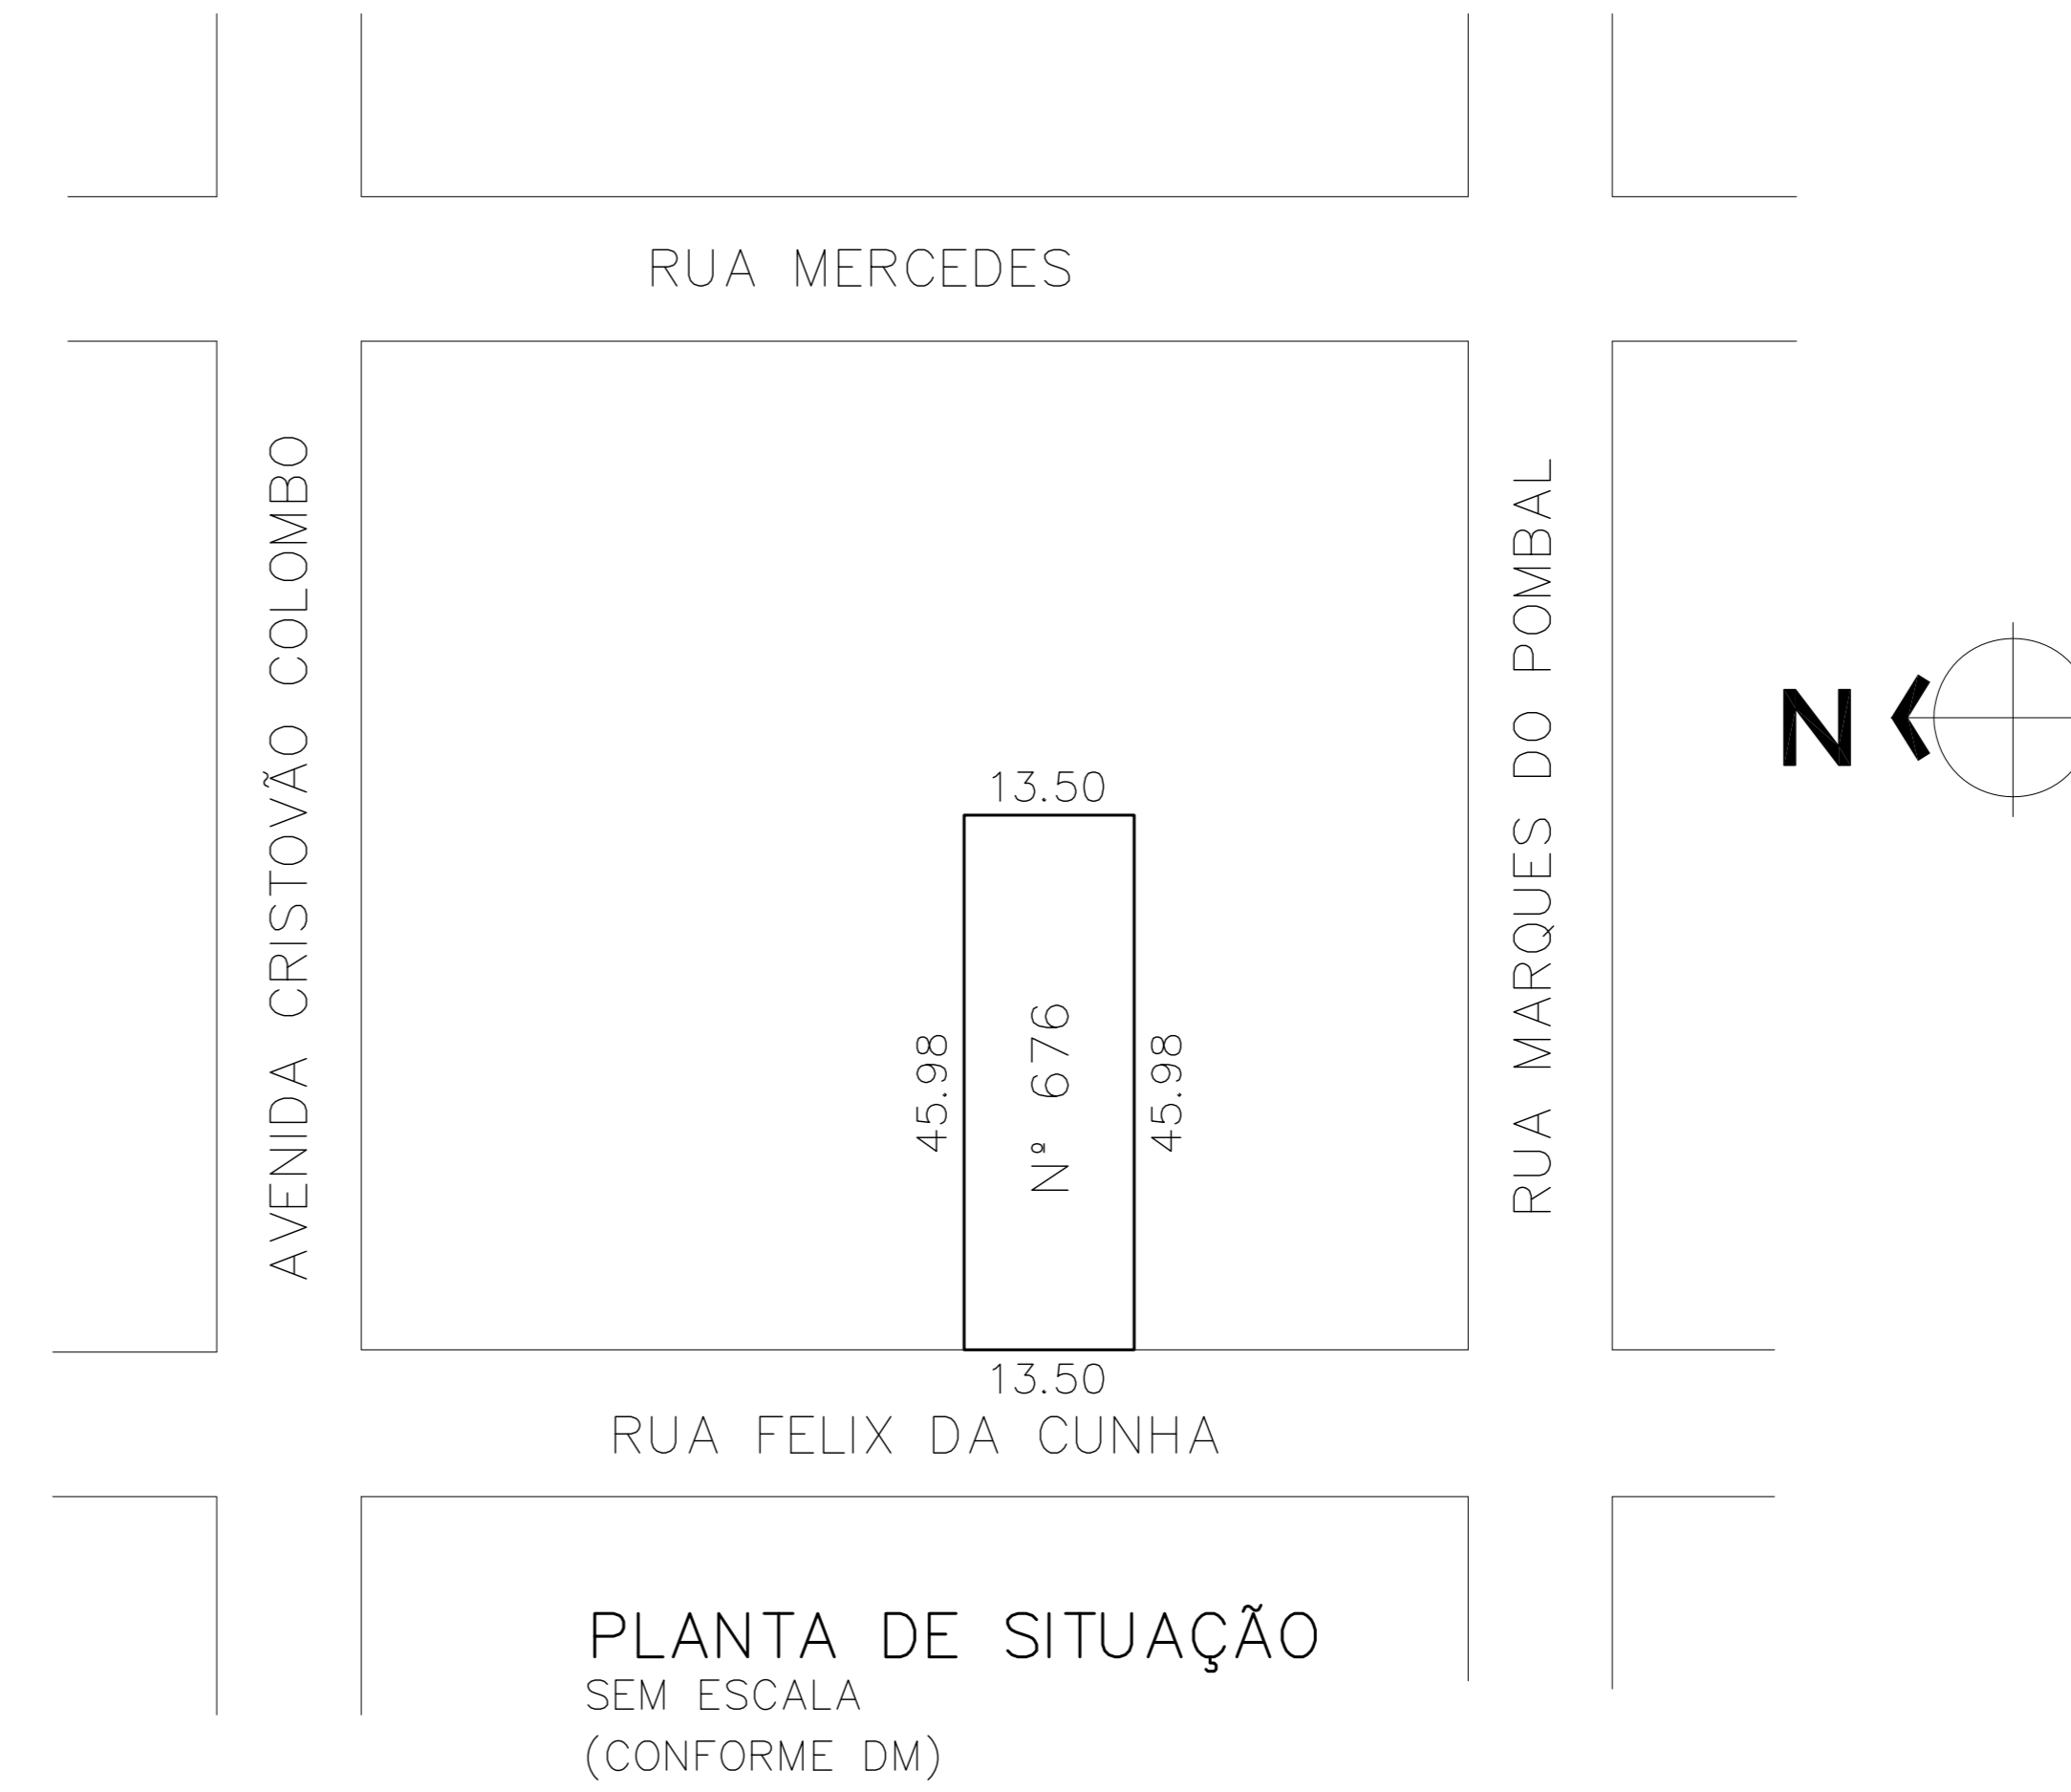 RUA MERCEDES
AVENIDA CRISTOVÃO COLOMBO
RUA MARQUES DO POMBAL
N
13.50
45.98
Nº 676
45.98
13.50
RUA FELIX DA CUNHA
PLANTA DE SITUAÇÃO
SEM ESCALA
(CONFORME DM)